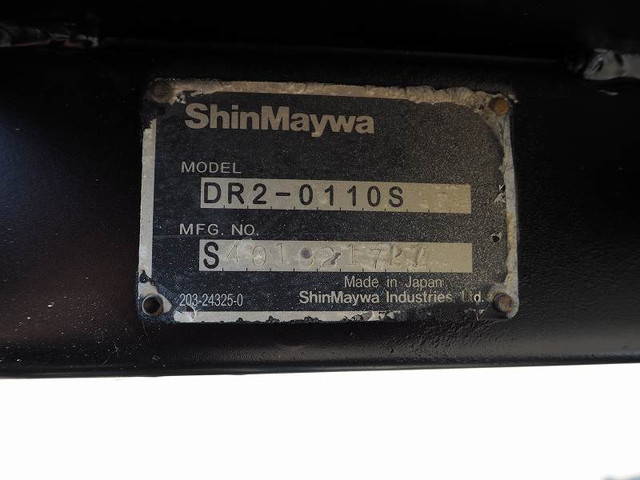 ShinMaywa
MODEL
DR2-0110S
MFG. NO.
S
Made in Japan
203-24325-0
ShinMaywa Industries, Ltd.